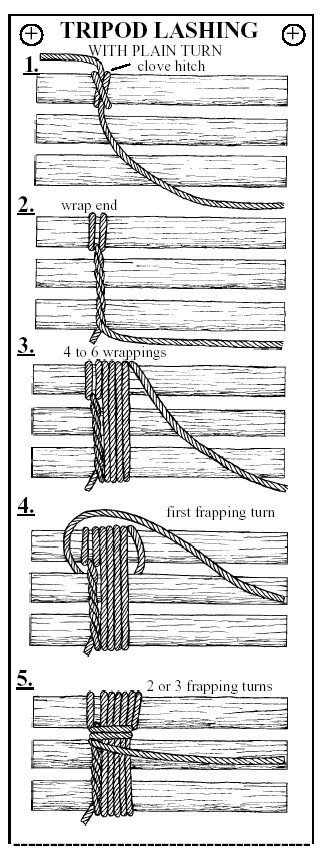 TRIPOD LASHING
WITH PLAIN TURN
1.
clove hitch
2.
wrap end
3.
4 to 6 wrappings
4.
first frapping turn
5.
2 or 3 frapping turns